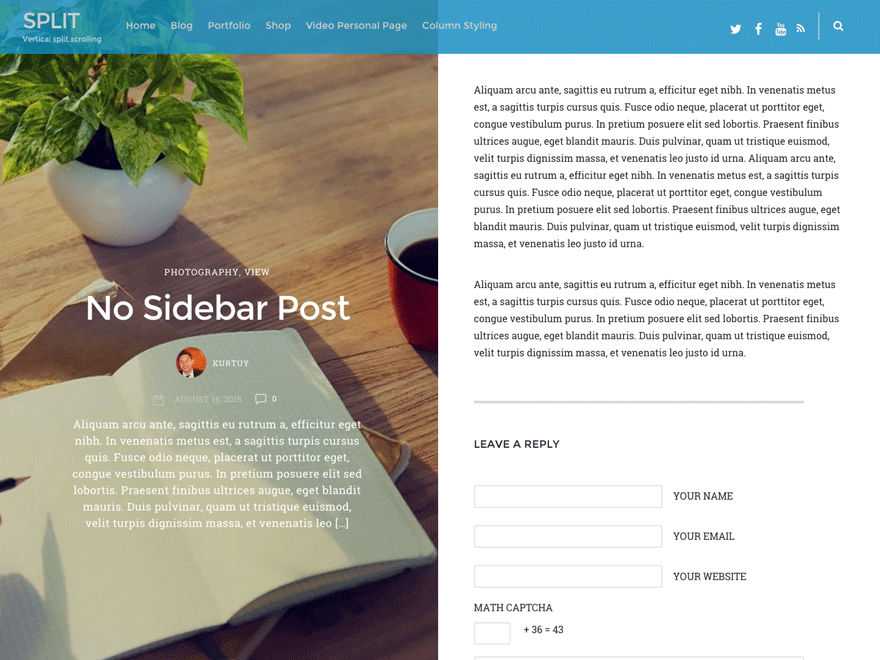 SPLIT
Vertical split scrolling
Home Blog Portfolio Shop Video Personal Page Column Styling
You Tube
PHOTOGRAPHY, VIEW
No Sidebar Post
KURTUY
AUGUST 15, 2015 0
Aliquam arcu ante, sagittis eu rutrum a, efficitur eget
nibh. In venenatis metus est, a sagittis turpis cursus
quis. Fusce odio neque, placerat ut porttitor eget,
congue vestibulum purus. In pretium posuere elit sed
lobortis. Praesent finibus ultrices augue, eget blandit
mauris. Duis pulvinar, quam ut tristique euismod,
velit turpis dignissim massa, et venenatis leo [...]
Aliquam arcu ante, sagittis eu rutrum a, efficitur eget nibh. In venenatis metus
est, a sagittis turpis cursus quis. Fusce odio neque, placerat ut porttitor eget,
congue vestibulum purus. In pretium posuere elit sed lobortis. Praesent finibus
ultrices augue, eget blandit mauris. Duis pulvinar, quam ut tristique euismod,
velit turpis dignissim massa, et venenatis leo justo id urna. Aliquam arcu ante,
sagittis eu rutrum a, efficitur eget nibh. In venenatis metus est, a sagittis turpis
cursus quis. Fusce odio neque, placerat ut porttitor eget, congue vestibulum
purus. In pretium posuere elit sed lobortis. Praesent finibus ultrices augue, eget
blandit mauris. Duis pulvinar, quam ut tristique euismod, velit turpis dignissim
massa, et venenatis leo justo id urna.
Aliquam arcu ante, sagittis eu rutrum a, efficitur eget nibh. In venenatis metus
est, a sagittis turpis cursus quis. Fusce odio neque, placerat ut porttitor eget,
congue vestibulum purus. In pretium posuere elit sed lobortis. Praesent finibus
ultrices augue, eget blandit mauris. Duis pulvinar, quam ut tristique euismod,
velit turpis dignissim massa, et venenatis leo justo id urna.
LEAVE A REPLY
YOUR NAME
YOUR EMAIL
YOUR WEBSITE
MATH CAPTCHA
+ 36 = 43